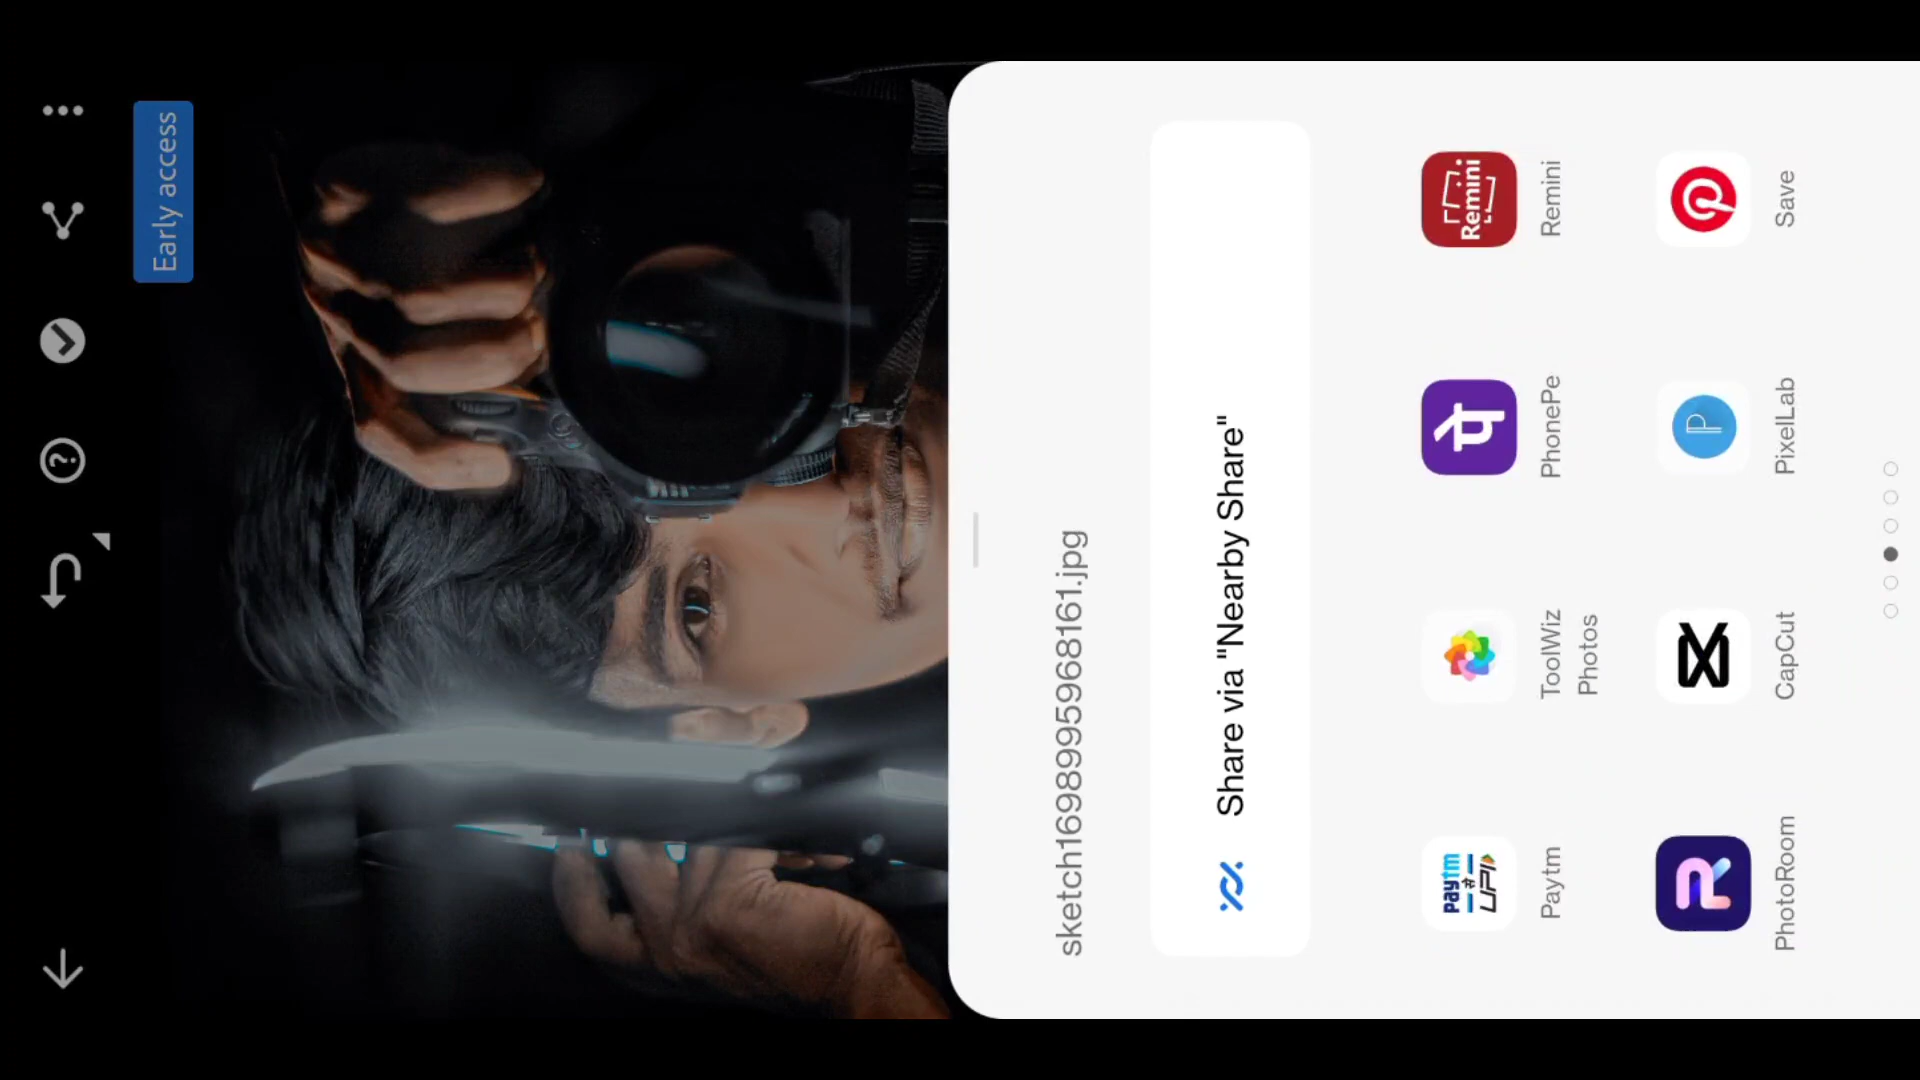 Early access
sketch1698995968161.jpg
Share via "Nearby Share"
paytm
से
UPI
Paytm
ToolWiz
Photos
PhonePe
Remini
Remini
PhotoRoom
CapCut
PixelLab
Save